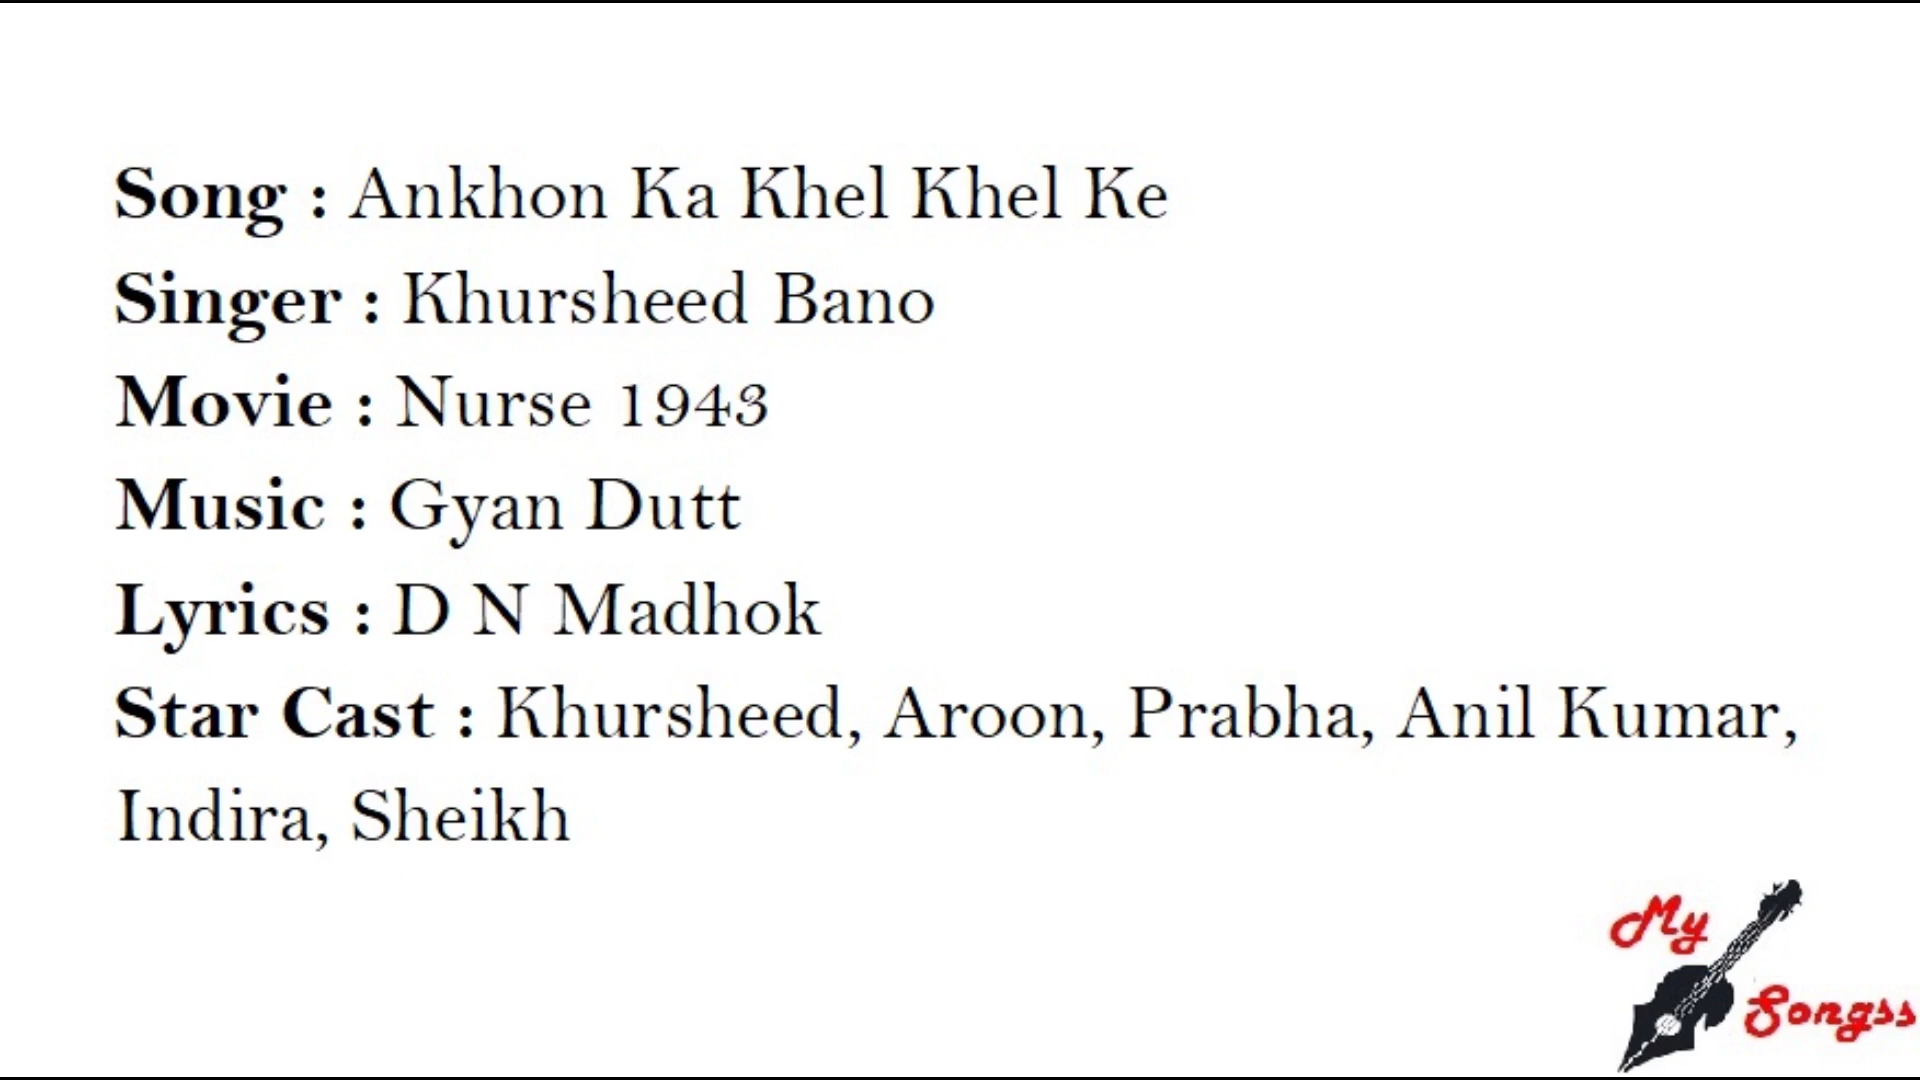 Song : Ankhon Ka Khel Khel Ke
Singer : Khursheed Bano
Movie : Nurse 1943
Music : Gyan Dutt
Lyrics : D N Madhok
Star Cast : Khursheed, Aroon, Prabha, Anil Kumar,
Indira, Sheikh
My
Songss